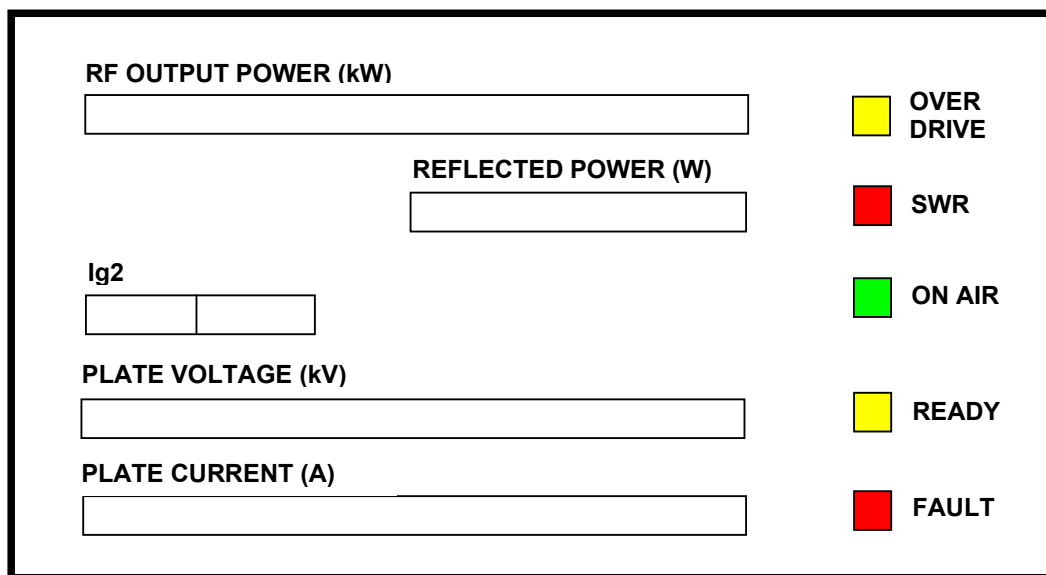 RF OUTPUT POWER (kW)
OVER
DRIVE
REFLECTED POWER (W)
SWR
Ig2
ON AIR
PLATE VOLTAGE (kV)
READY
PLATE CURRENT (A)
FAULT